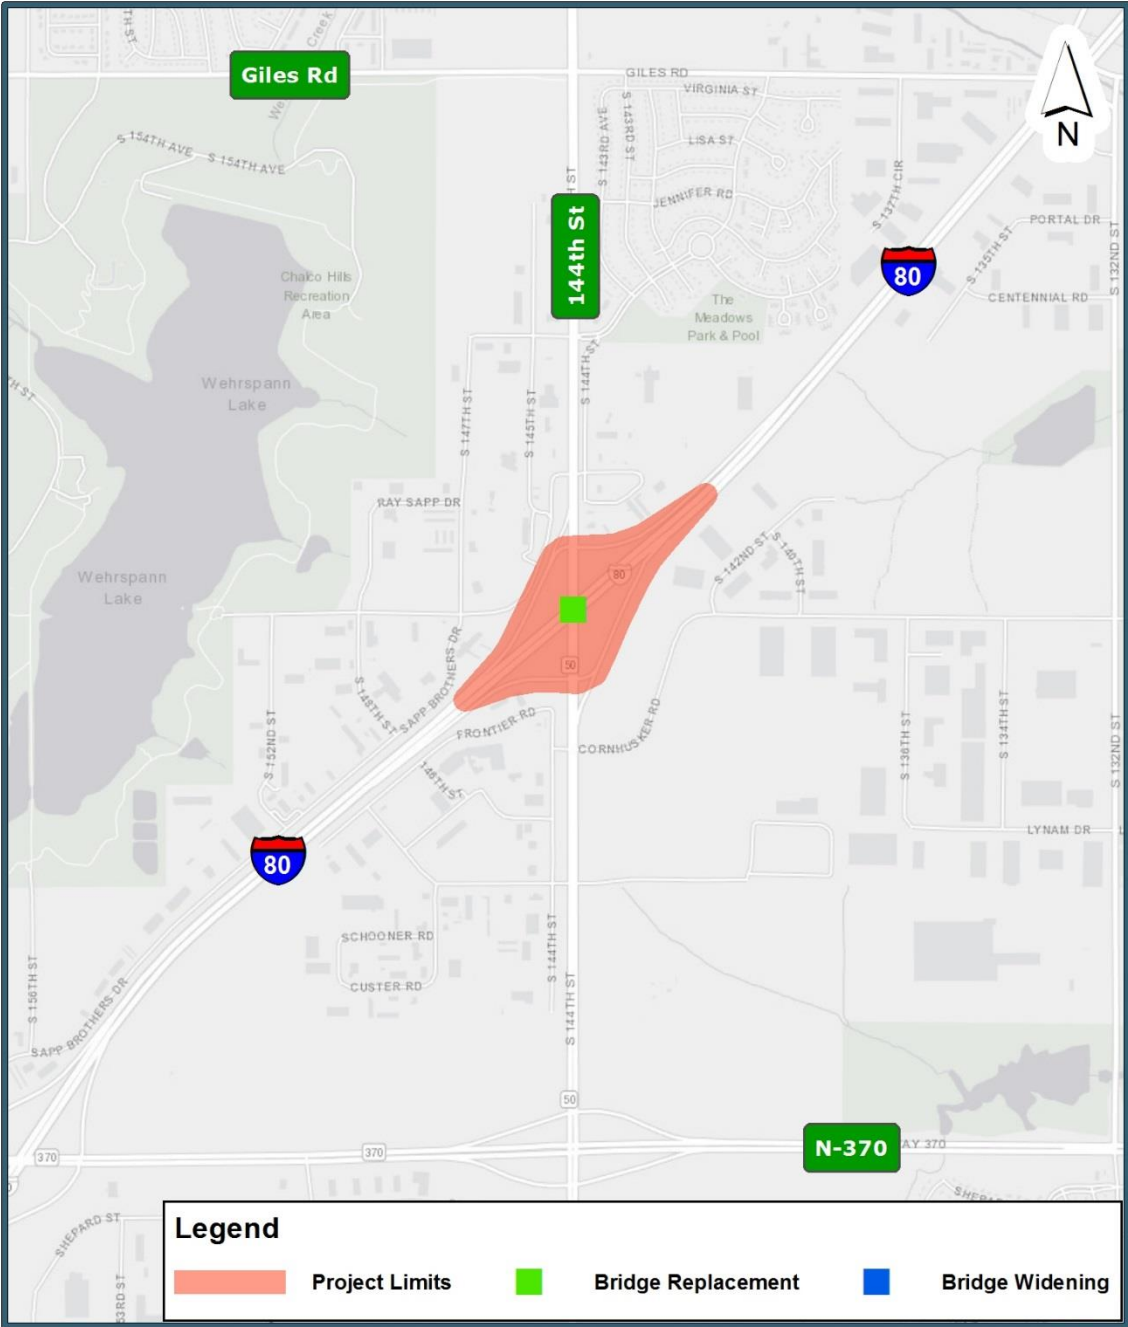 Giles Rd
GILES RD
VIRGINIA ST
N
S 154TH AVE
S 154TH AVE
S 143RD AVE
S 143RD ST
LISA ST
S 137TH CIR
JENNIFER RD
144th St
PORTAL DR
S 135TH ST
S 132ND ST
80
Chalco Hills
Recreation
Area
CENTENNIAL RD
The
Meadows
Park & Pool
Wehrspann
Lake
S 144TH ST
S 147TH ST
S 145TH ST
RAY SAPP DR
S 142ND ST
S 140TH ST
80
Wehrspann
Lake
50
SAPP BROTHERS DR
S 148TH ST
FRONTIER RD
CORNHUSKER RD
S 152ND ST
146TH ST
S 136TH ST
S 134TH ST
S 132ND ST
LYNAM DR
80
SCHOONER RD
S 144TH ST
CUSTER RD
S 156TH ST
S 144TH ST
SAPP BROTHERS DR
50
370
370
N-370
AY 370
SHEPARD ST
53RD ST
Legend
Project Limits
Bridge Replacement
Bridge Widening